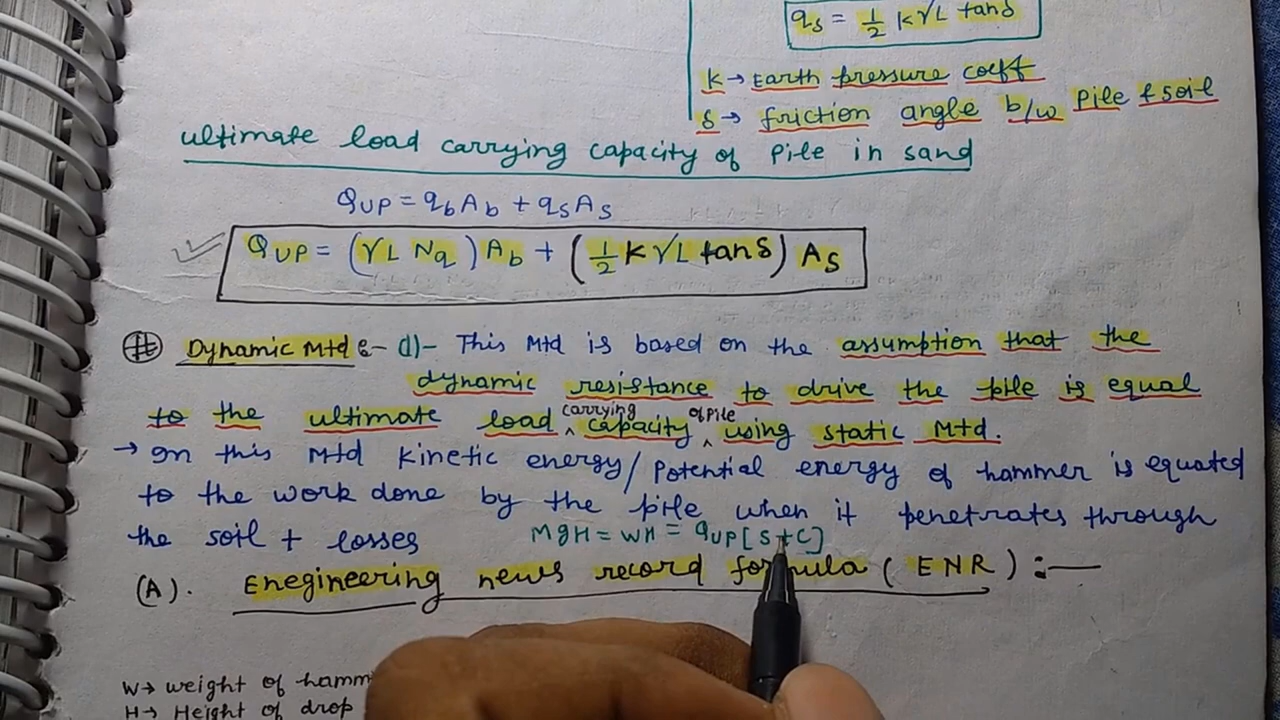 qs = 1/2 KγL tanδ
K → Earth pressure coeff
δ → friction angle b/w Pile & soil
ultimate load carrying capacity of Pile in sand
QUP = qbAb + qsAs
QUP = (γL Nq) Ab + (1/2 K γL tanδ) As
# Dynamic Mtd :- d)- This Mtd is based on the assumption that the
dynamic resistance to drive the pile is equal
to the ultimate load carrying capacity of Pile using static Mtd.
→ In this Mtd kinetic energy/Potential energy of hammer is equated
to the work done by the pile when it penetrates through
the soil + losses MgH = WH = QUP[S+C]
(A). Enegineering news record formula (ENR) :-
W→ weight of hamm
H→ Height of drop